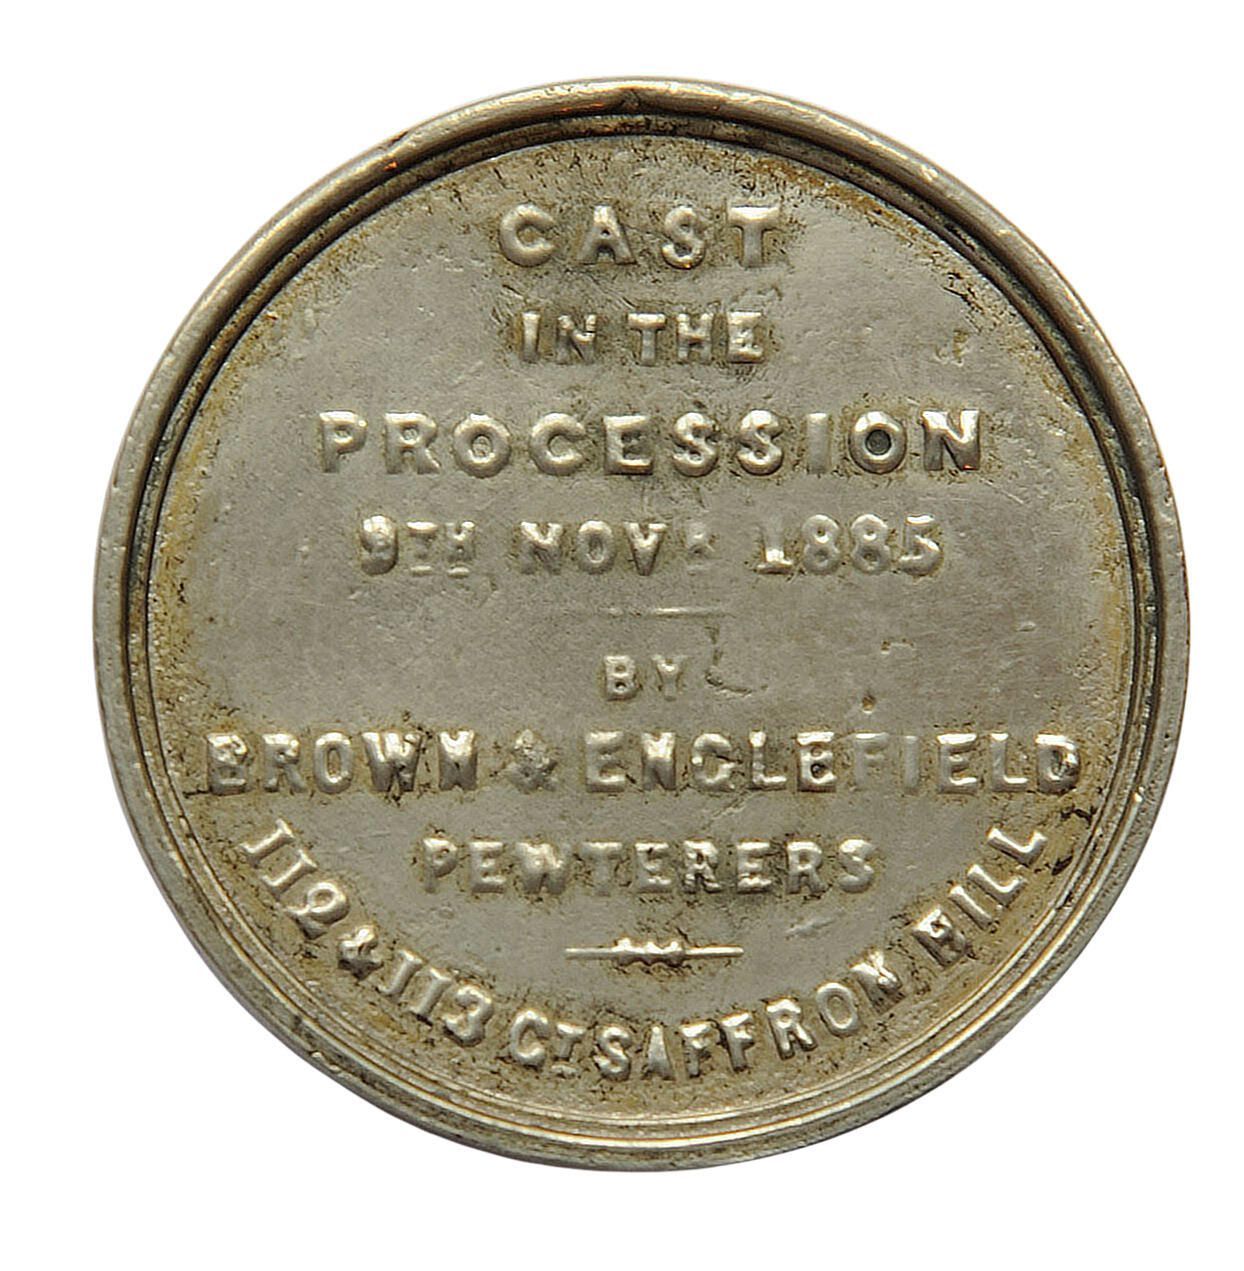 CAST
IN THE
PROCESSION
9TH NOVR 1885
BY
BROWN & ENGLEFIELD
PEWTERERS
112 & 113 GT SAFFRON HILL